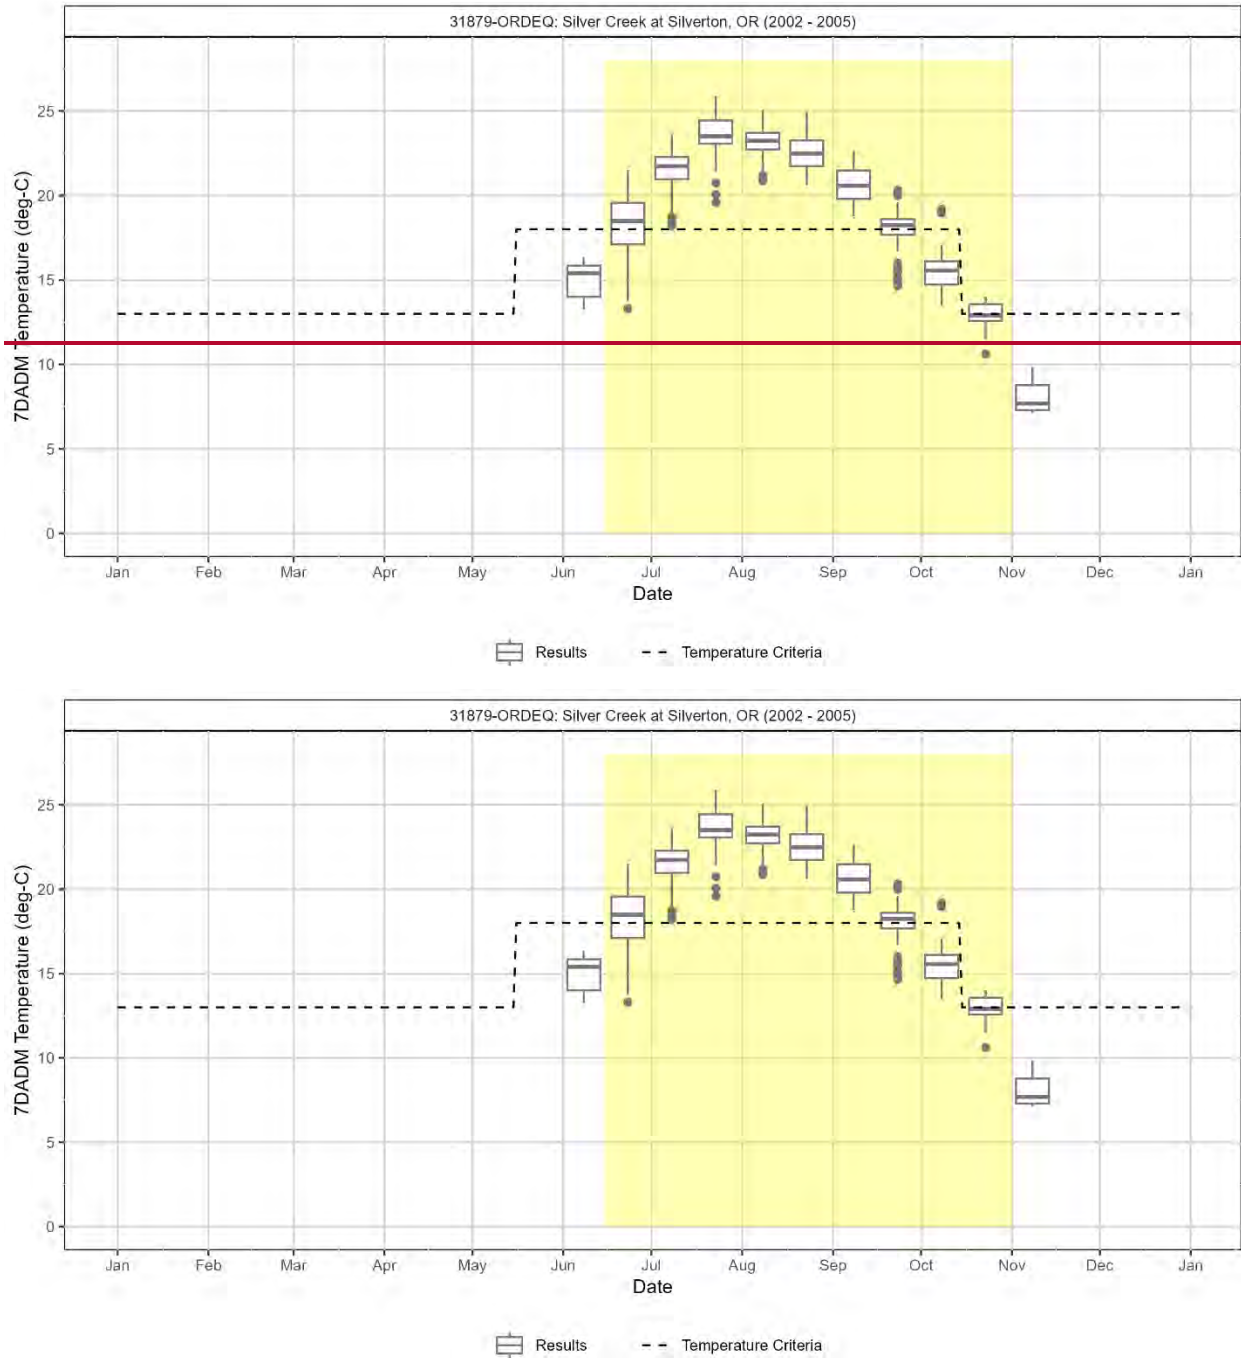 31879-ORDEQ: Silver Creek at Silverton, OR (2002 - 2005)
7DADM Temperature (deg-C)
25
20
15
10
5
0
Jan Feb Mar Apr May Jun Jul Aug Sep Oct Nov Dec Jan
Date
Results Temperature Criteria
31879-ORDEQ: Silver Creek at Silverton, OR (2002 - 2005)
7DADM Temperature (deg-C)
25
20
15
10
5
0
Jan Feb Mar Apr May Jun Jul Aug Sep Oct Nov Dec Jan
Date
Results Temperature Criteria